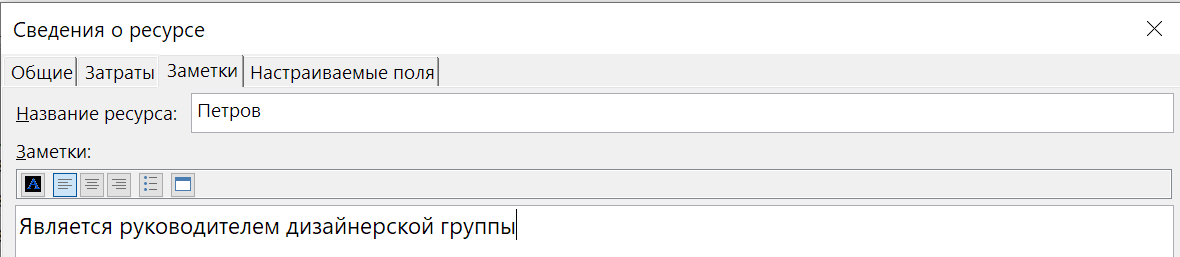 Сведения о ресурсе
Общие Затраты Заметки Настраиваемые поля
Название ресурса: Петров
Заметки:
Является руководителем дизайнерской группы